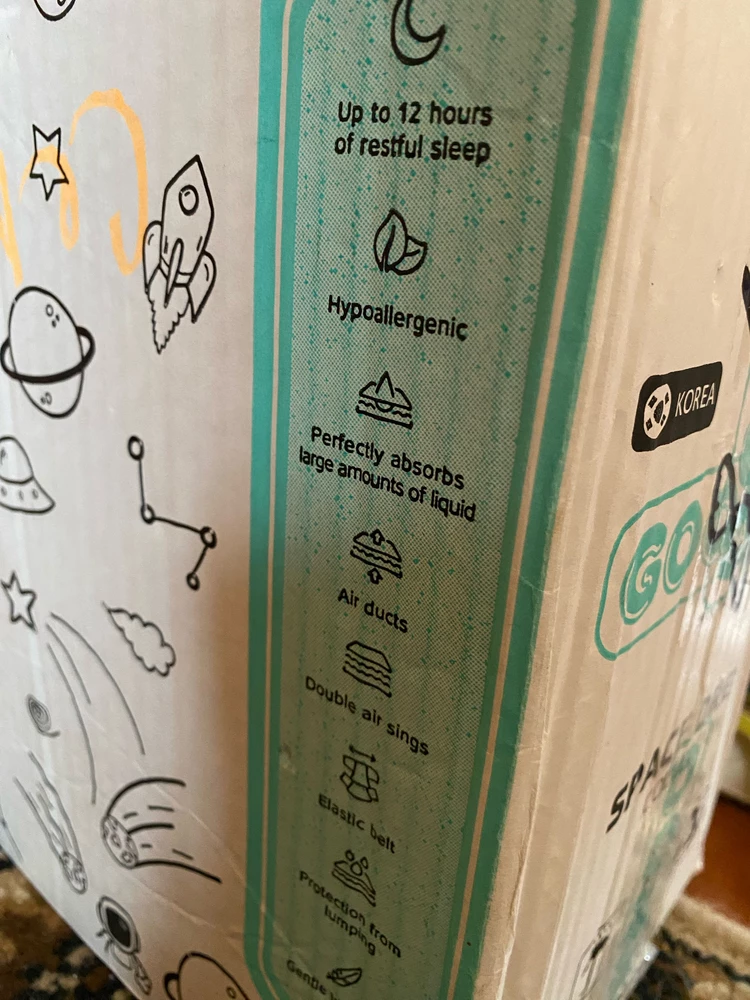 Up to 12 hours
of restful sleep
Hypoallergenic
Perfectly absorbs
large amounts of liquid
Air ducts
Double air sings
Elastic belt
Protection from
lumping
Gentle
KOREA
GO